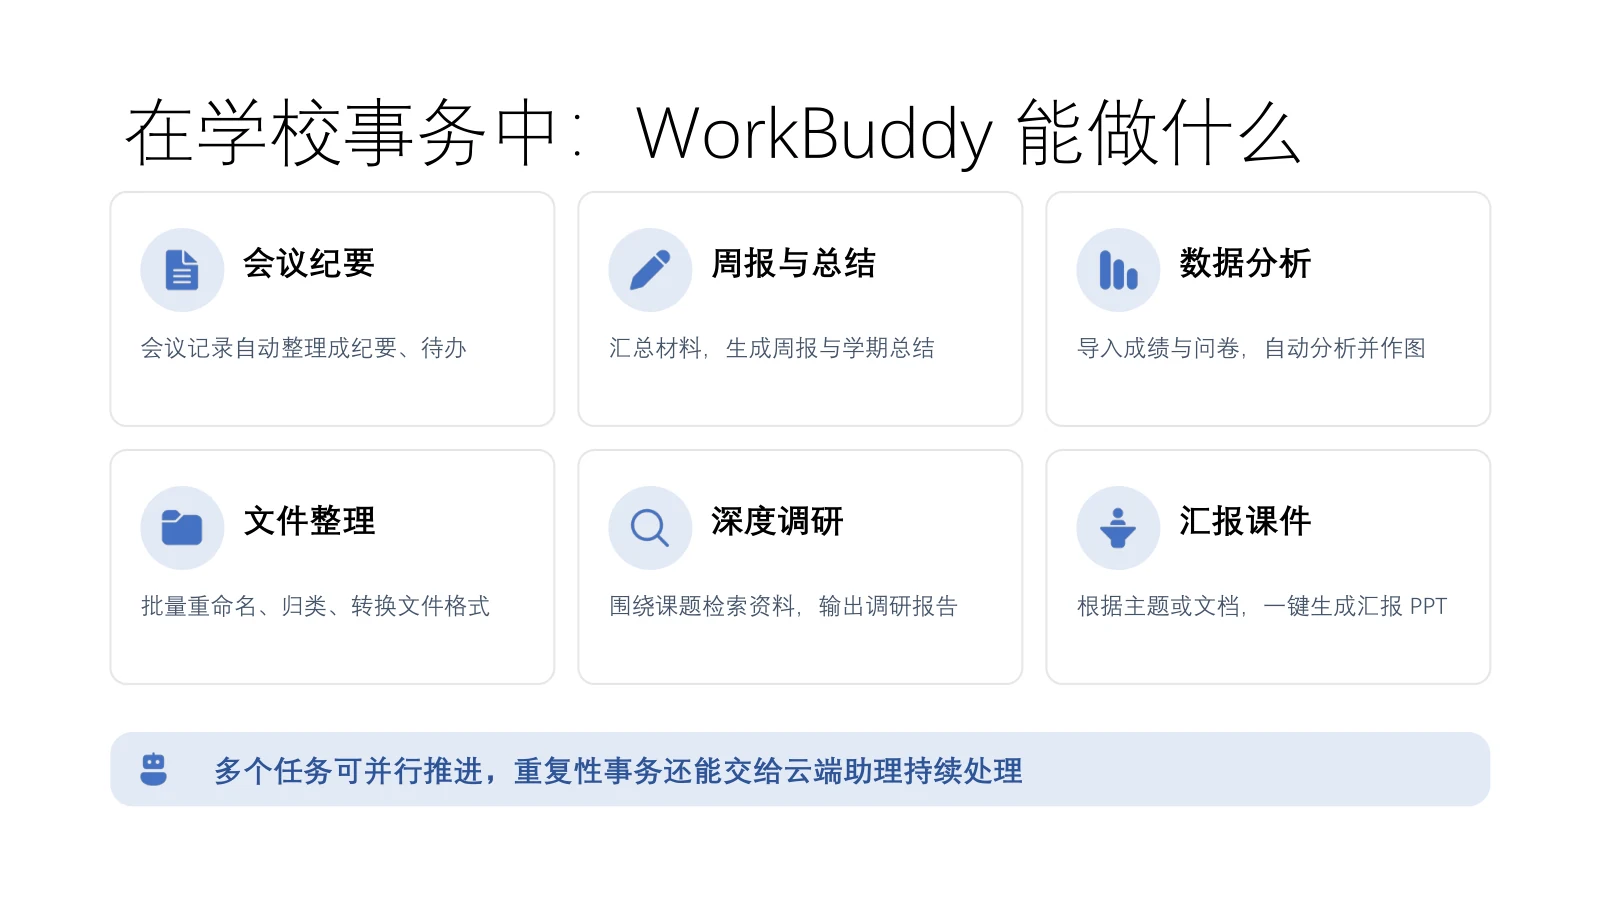 在学校事务中：WorkBuddy 能做什么
会议纪要
会议记录自动整理成纪要、待办
周报与总结
汇总材料，生成周报与学期总结
数据分析
导入成绩与问卷，自动分析并作图
文件整理
批量重命名、归类、转换文件格式
深度调研
围绕课题检索资料，输出调研报告
汇报课件
根据主题或文档，一键生成汇报 PPT
多个任务可并行推进，重复性事务还能交给云端助理持续处理